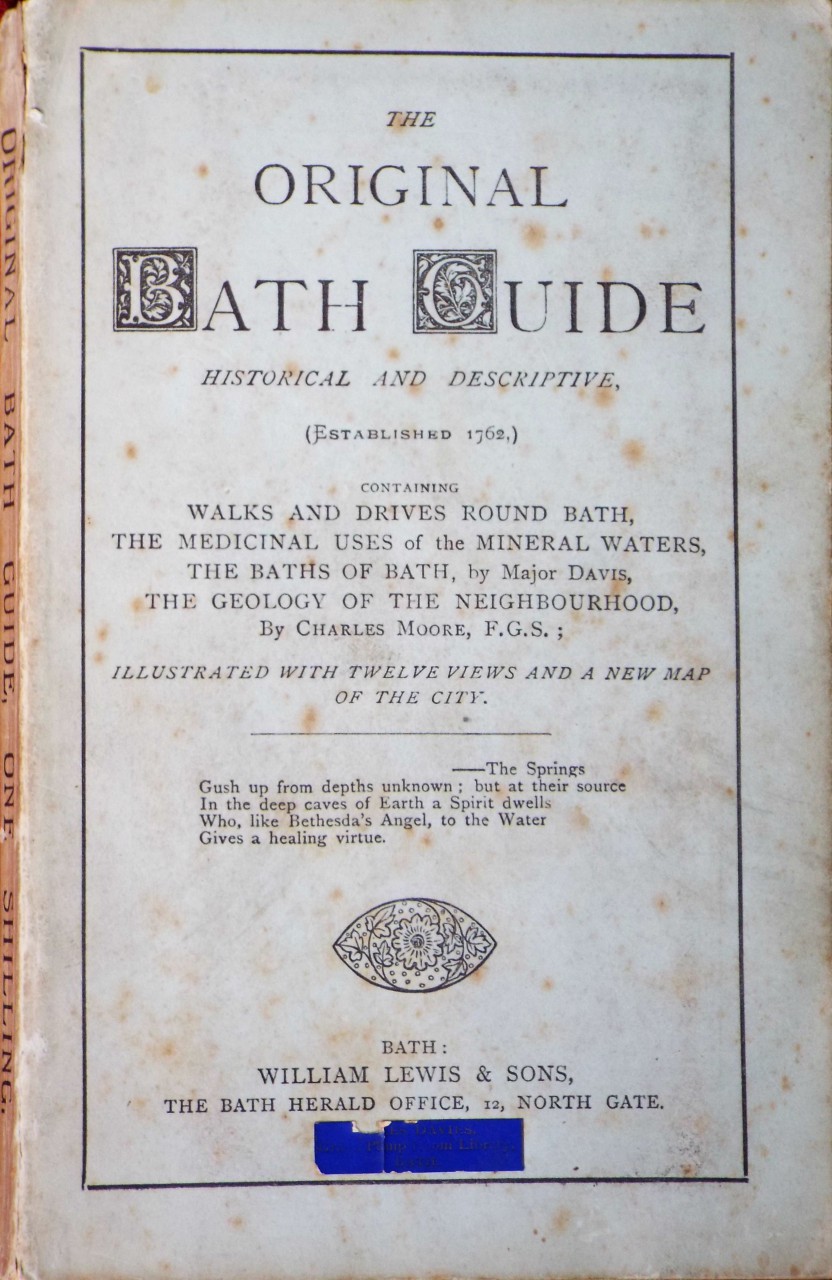 THE
ORIGINAL
BATH GUIDE
HISTORICAL AND DESCRIPTIVE,
(ESTABLISHED 1762,)
CONTAINING
WALKS AND DRIVES ROUND BATH,
THE MEDICINAL USES of the MINERAL WATERS,
THE BATHS OF BATH, by Major DAVIS,
THE GEOLOGY OF THE NEIGHBOURHOOD,
By CHARLES MOORE, F.G.S. ;
ILLUSTRATED WITH TWELVE VIEWS AND A NEW MAP
OF THE CITY.
——The Springs
Gush up from depths unknown ; but at their source
In the deep caves of Earth a Spirit dwells
Who, like Bethesda's Angel, to the Water
Gives a healing virtue.
BATH :
WILLIAM LEWIS & SONS,
THE BATH HERALD OFFICE, 12, NORTH GATE.
ORIGINAL BATH GUIDE, ONE SHILLING.